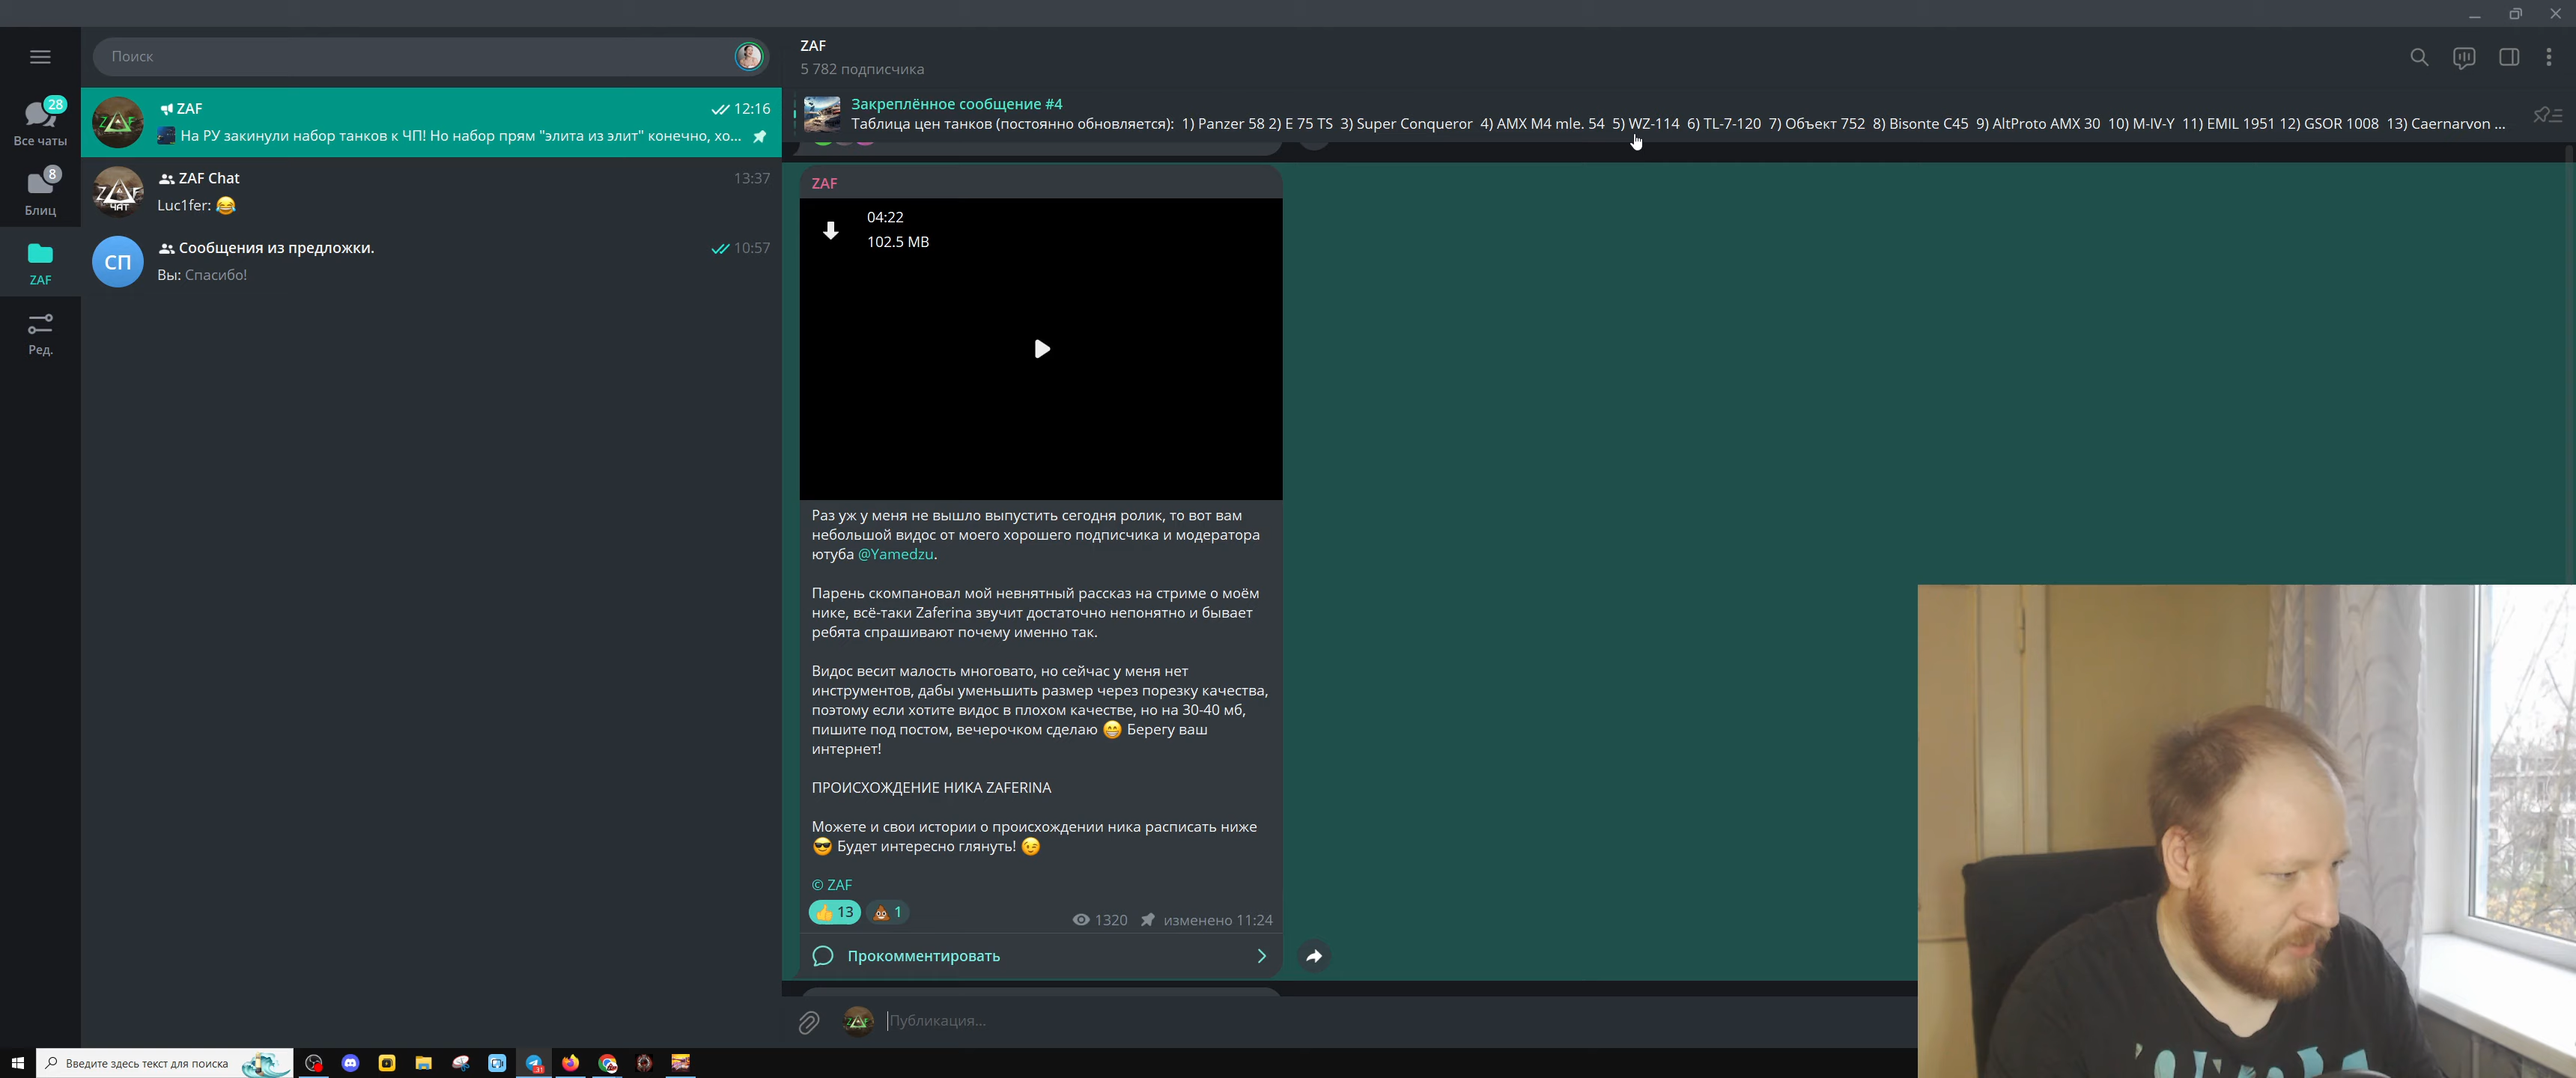 Поиск
28
Все чаты
8
Блиц
ZAF
Ред.
ZAF
12:16
На РУ закинули набор танков к ЧП! Но набор прям "элита из элит" конечно, хо...
ZAF
ЧАТ
ZAF Chat
13:37
Luc1fer: 😂
СП
Сообщения из предложки.
10:57
Вы: Спасибо!
ZAF
5 782 подписчика
Закреплённое сообщение #4
Таблица цен танков (постоянно обновляется): 1) Panzer 58 2) E 75 TS 3) Super Conqueror 4) AMX M4 mle. 54 5) WZ-114 6) TL-7-120 7) Объект 752 8) Bisonte C45 9) AltProto AMX 30 10) M-IV-Y 11) EMIL 1951 12) GSOR 1008 13) Caernarvon ...
ZAF
04:22
102.5 MB
Раз уж у меня не вышло выпустить сегодня ролик, то вот вам
небольшой видос от моего хорошего подписчика и модератора
ютуба @Yamedzu.
Парень скомпановал мой невнятный рассказ на стриме о моём
нике, всё-таки Zaferina звучит достаточно непонятно и бывает
ребята спрашивают почему именно так.
Видос весит малость многовато, но сейчас у меня нет
инструментов, дабы уменьшить размер через порезку качества,
поэтому если хотите видос в плохом качестве, но на 30-40 мб,
пишите под постом, вечерочком сделаю 😁 Берегу ваш
интернет!
ПРОИСХОЖДЕНИЕ НИКА ZAFERINA
Можете и свои истории о происхождении ника расписать ниже
😎 Будет интересно глянуть! 😉
© ZAF
👍 13 💩 1
1320 изменено 11:24
Прокомментировать
Публикация...
Введите здесь текст для поиска